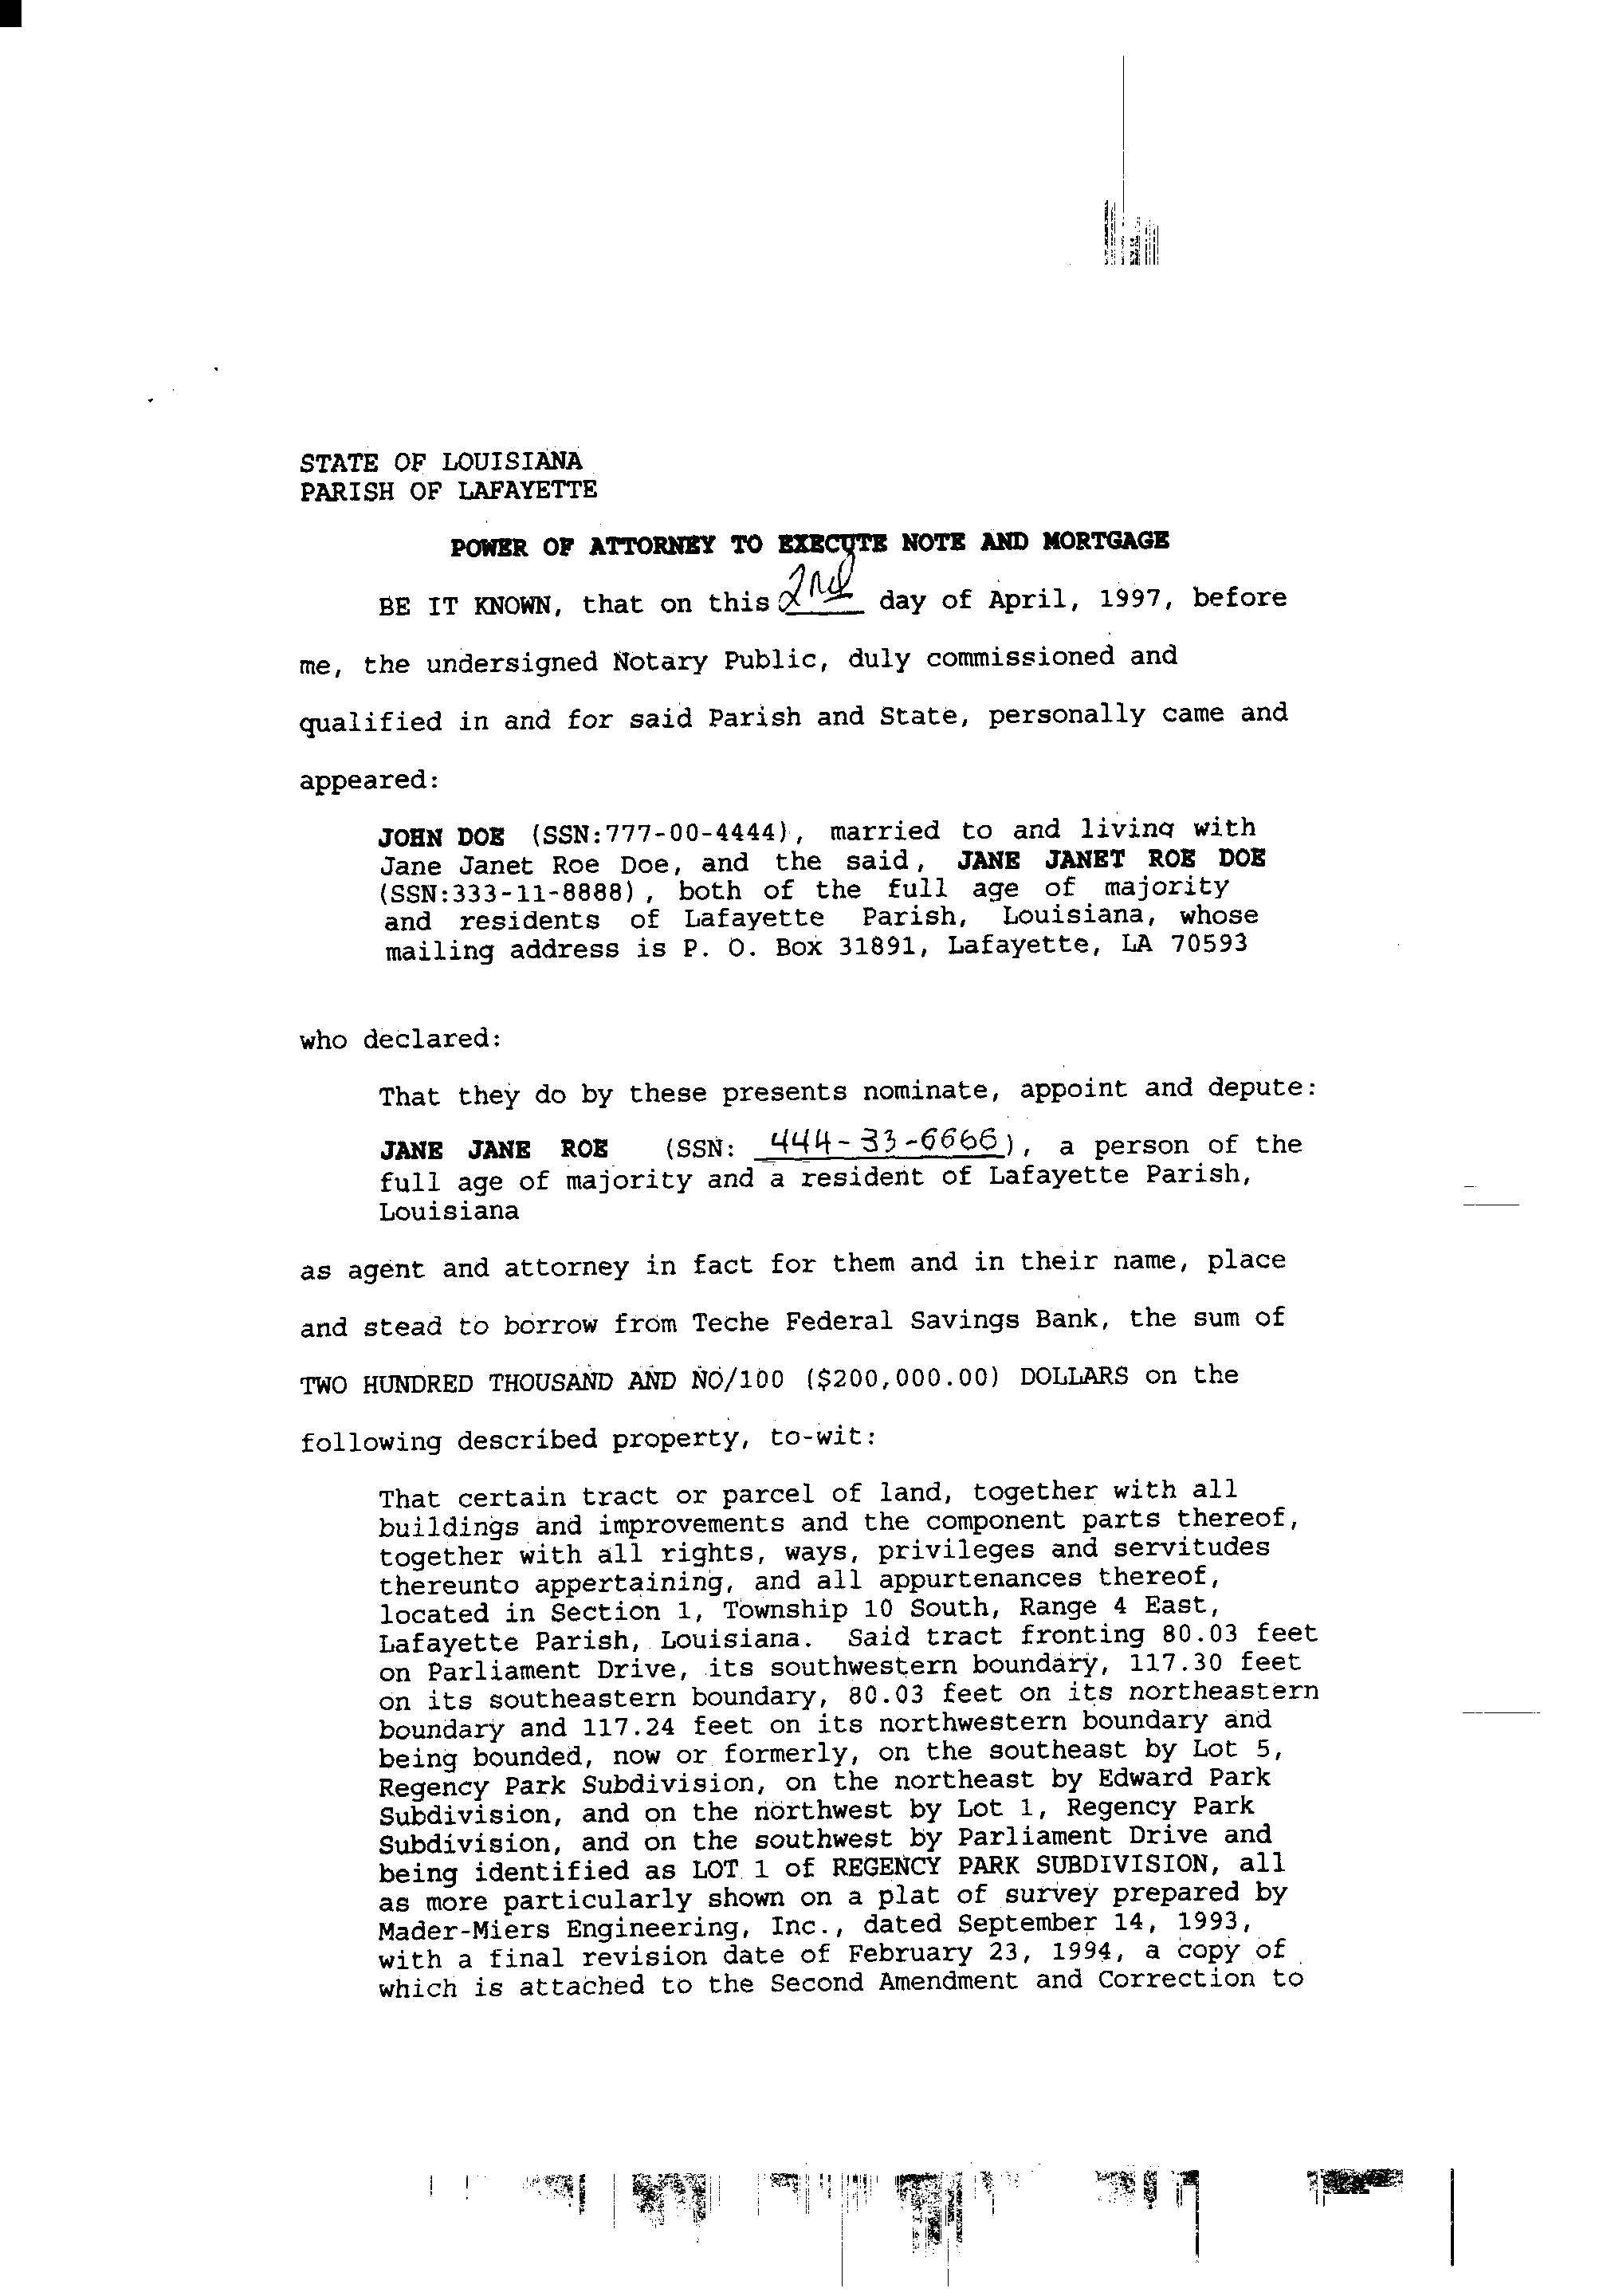 STATE OF LOUISIANA
PARISH OF LAFAYETTE
POWER OF ATTORNEY TO EXECUTE NOTE AND MORTGAGE
BE IT KNOWN, that on this 2nd day of April, 1997, before
me, the undersigned Notary Public, duly commissioned and
qualified in and for said Parish and State, personally came and
appeared:
JOHN DOE (SSN:777-00-4444), married to and living with
Jane Janet Roe Doe, and the said, JANE JANET ROE DOE
(SSN:333-11-8888), both of the full age of majority
and residents of Lafayette Parish, Louisiana, whose
mailing address is P. O. Box 31891, Lafayette, LA 70593
who declared:
That they do by these presents nominate, appoint and depute:
JANE JANE ROE (SSN: 444-33-6666), a person of the
full age of majority and a resident of Lafayette Parish,
Louisiana
as agent and attorney in fact for them and in their name, place
and stead to borrow from Teche Federal Savings Bank, the sum of
TWO HUNDRED THOUSAND AND NO/100 ($200,000.00) DOLLARS on the
following described property, to-wit:
That certain tract or parcel of land, together with all
buildings and improvements and the component parts thereof,
together with all rights, ways, privileges and servitudes
thereunto appertaining, and all appurtenances thereof,
located in Section 1, Township 10 South, Range 4 East,
Lafayette Parish, Louisiana. Said tract fronting 80.03 feet
on Parliament Drive, its southwestern boundary, 117.30 feet
on its southeastern boundary, 80.03 feet on its northeastern
boundary and 117.24 feet on its northwestern boundary and
being bounded, now or formerly, on the southeast by Lot 5,
Regency Park Subdivision, on the northeast by Edward Park
Subdivision, and on the northwest by Lot 1, Regency Park
Subdivision, and on the southwest by Parliament Drive and
being identified as LOT 1 of REGENCY PARK SUBDIVISION, all
as more particularly shown on a plat of survey prepared by
Mader-Miers Engineering, Inc., dated September 14, 1993,
with a final revision date of February 23, 1994, a copy of
which is attached to the Second Amendment and Correction to